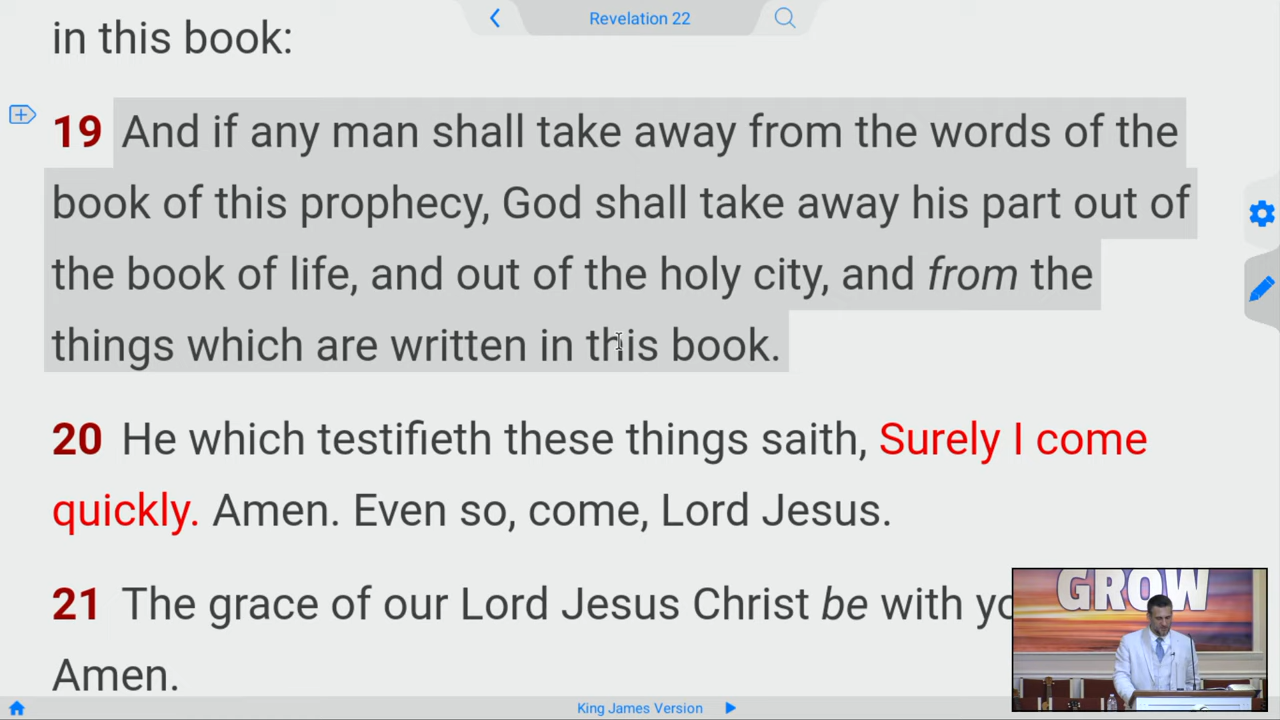 Revelation 22
in this book:
19 And if any man shall take away from the words of the
book of this prophecy, God shall take away his part out of
the book of life, and out of the holy city, and from the
things which are written in this book.
20 He which testifieth these things saith, Surely I come
quickly. Amen. Even so, come, Lord Jesus.
21 The grace of our Lord Jesus Christ be with yo
Amen.
GROW
King James Version